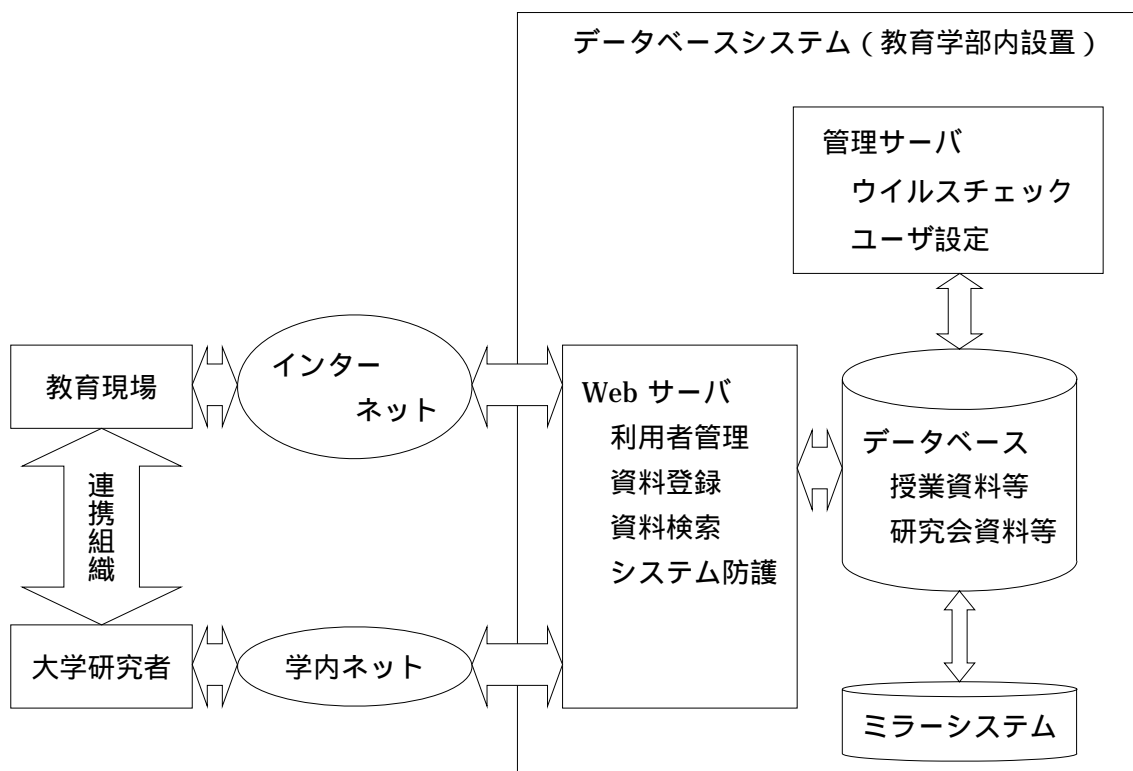 データベースシステム（教育学部内設置）
管理サーバ
ウイルスチェック
ユーザ設定
教育現場
インター
ネット
Web サーバ
利用者管理
資料登録
資料検索
システム防護
データベース
授業資料等
研究会資料等
連携組織
大学研究者
学内ネット
ミラーシステム